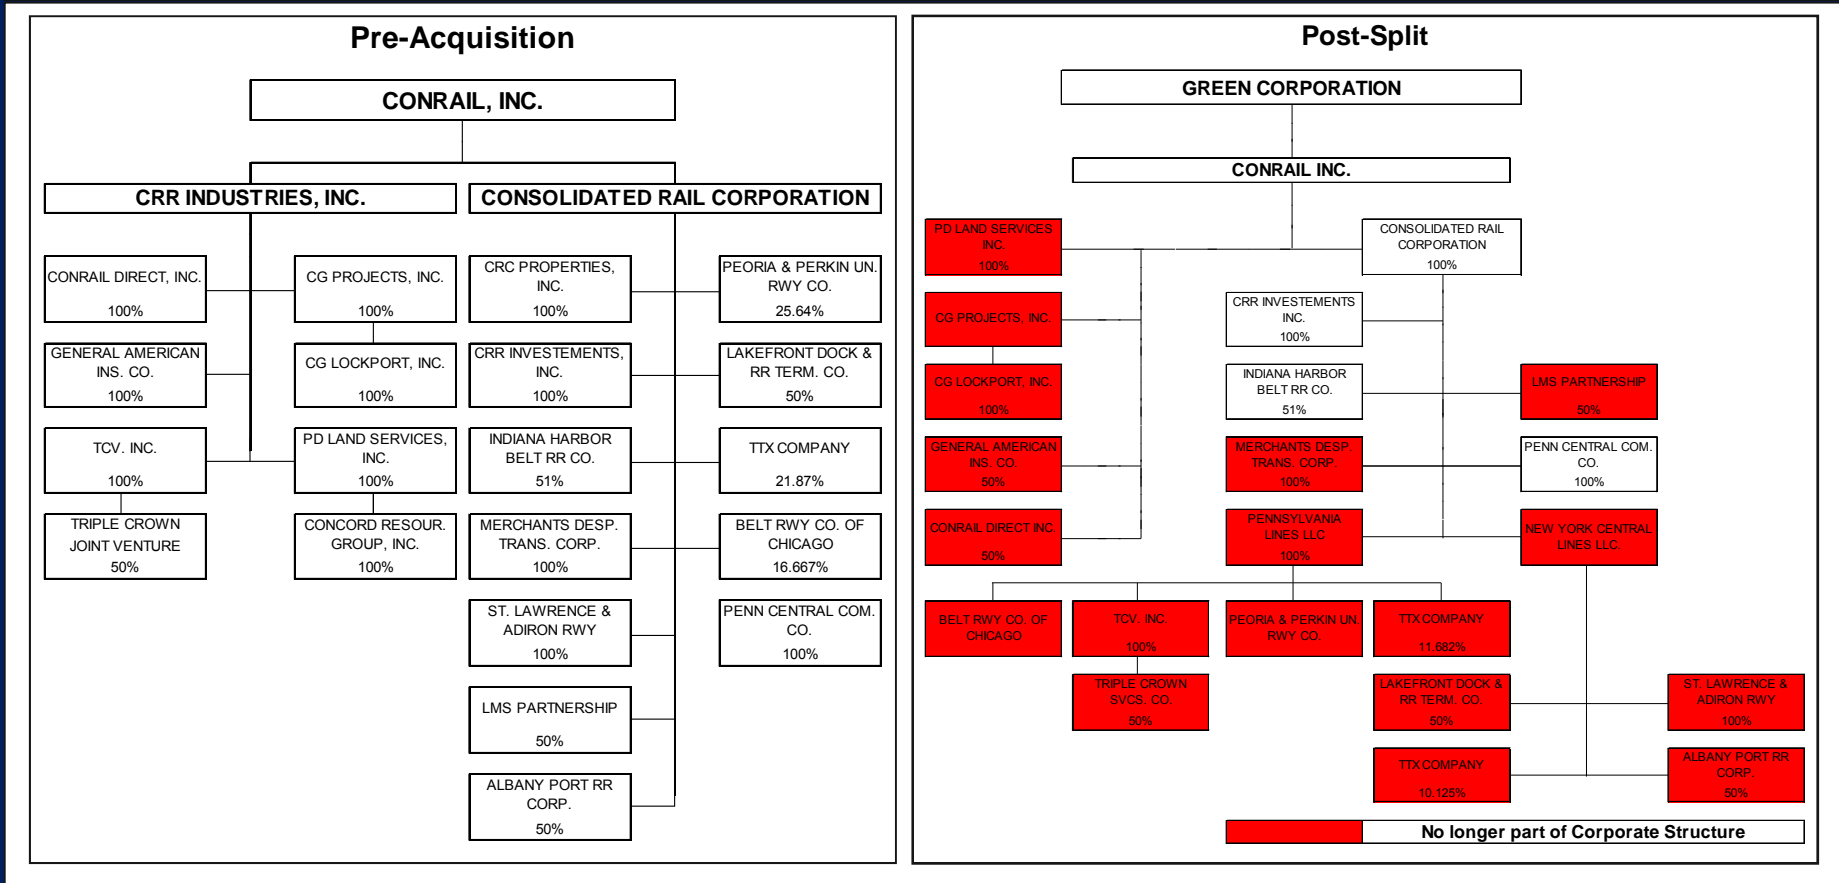 Pre-Acquisition
CONRAIL, INC.
CRR INDUSTRIES, INC.
CONSOLIDATED RAIL CORPORATION
CONRAIL DIRECT, INC.
100%
CG PROJECTS, INC.
100%
GENERAL AMERICAN
INS. CO.
100%
CG LOCKPORT, INC.
100%
TCV. INC.
100%
PD LAND SERVICES,
INC.
100%
TRIPLE CROWN
JOINT VENTURE
50%
CONCORD RESOUR.
GROUP, INC.
100%
CRC PROPERTIES,
INC.
100%
PEORIA & PERKIN UN.
RWY CO.
25.64%
CRR INVESTEMENTS,
INC.
100%
LAKEFRONT DOCK &
RR TERM. CO.
50%
INDIANA HARBOR
BELT RR CO.
51%
TTX COMPANY
21.87%
MERCHANTS DESP.
TRANS. CORP.
100%
BELT RWY CO. OF
CHICAGO
16.667%
ST. LAWRENCE &
ADIRON RWY
100%
PENN CENTRAL COM.
CO.
100%
LMS PARTNERSHIP
50%
ALBANY PORT RR
CORP.
50%
Post-Split
GREEN CORPORATION
CONRAIL INC.
PD LAND SERVICES
INC.
100%
CONSOLIDATED RAIL
CORPORATION
100%
CG PROJECTS, INC.
CRR INVESTEMENTS
INC.
100%
CG LOCKPORT, INC.
100%
INDIANA HARBOR
BELT RR CO.
51%
LMS PARTNERSHIP
50%
GENERAL AMERICAN
INS. CO.
50%
MERCHANTS DESP.
TRANS. CORP.
100%
PENN CENTRAL COM.
CO.
100%
CONRAIL DIRECT INC.
50%
PENNSYLVANIA
LINES LLC
100%
NEW YORK CENTRAL
LINES LLC.
BELT RWY CO. OF
CHICAGO
TCV. INC.
100%
PEORIA & PERKIN UN.
RWY CO.
TTX COMPANY
11.682%
TRIPLE CROWN
SVCS. CO.
50%
LAKEFRONT DOCK &
RR TERM. CO.
50%
ST. LAWRENCE &
ADIRON RWY
100%
TTX COMPANY
10.125%
ALBANY PORT RR
CORP.
50%
No longer part of Corporate Structure